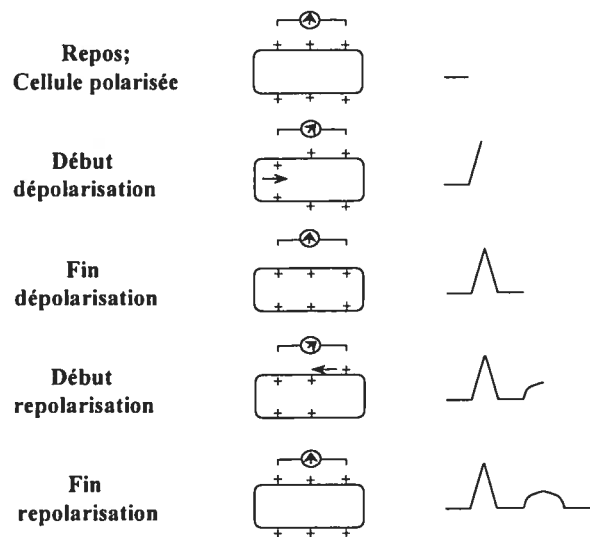 Repos;
Cellule polarisée
Début
dépolarisation
Fin
dépolarisation
Début
repolarisation
Fin
repolarisation